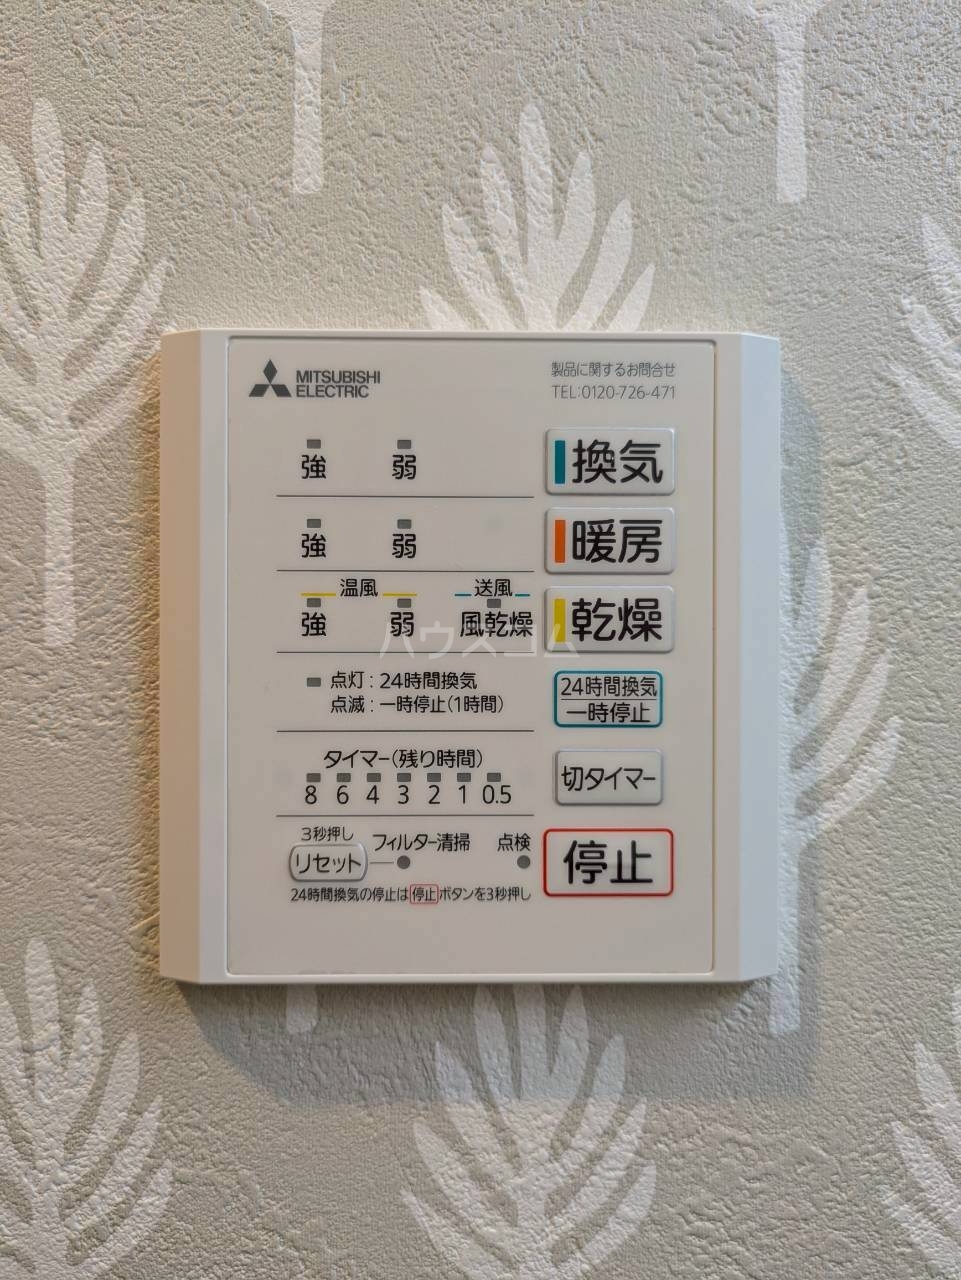 MITSUBISHI
ELECTRIC
製品に関するお問合せ
TEL:0120-726-471
強 弱 換気
強 弱 暖房
温風 送風
強 弱 風乾燥 乾燥
ハウスコム
点灯：24時間換気
点滅：一時停止(1時間)
24時間換気
一時停止
タイマー(残り時間)
8 6 4 3 2 1 0.5
切タイマー
3秒押し
リセット フィルター清掃 点検
停止
24時間換気の停止は停止ボタンを3秒押し